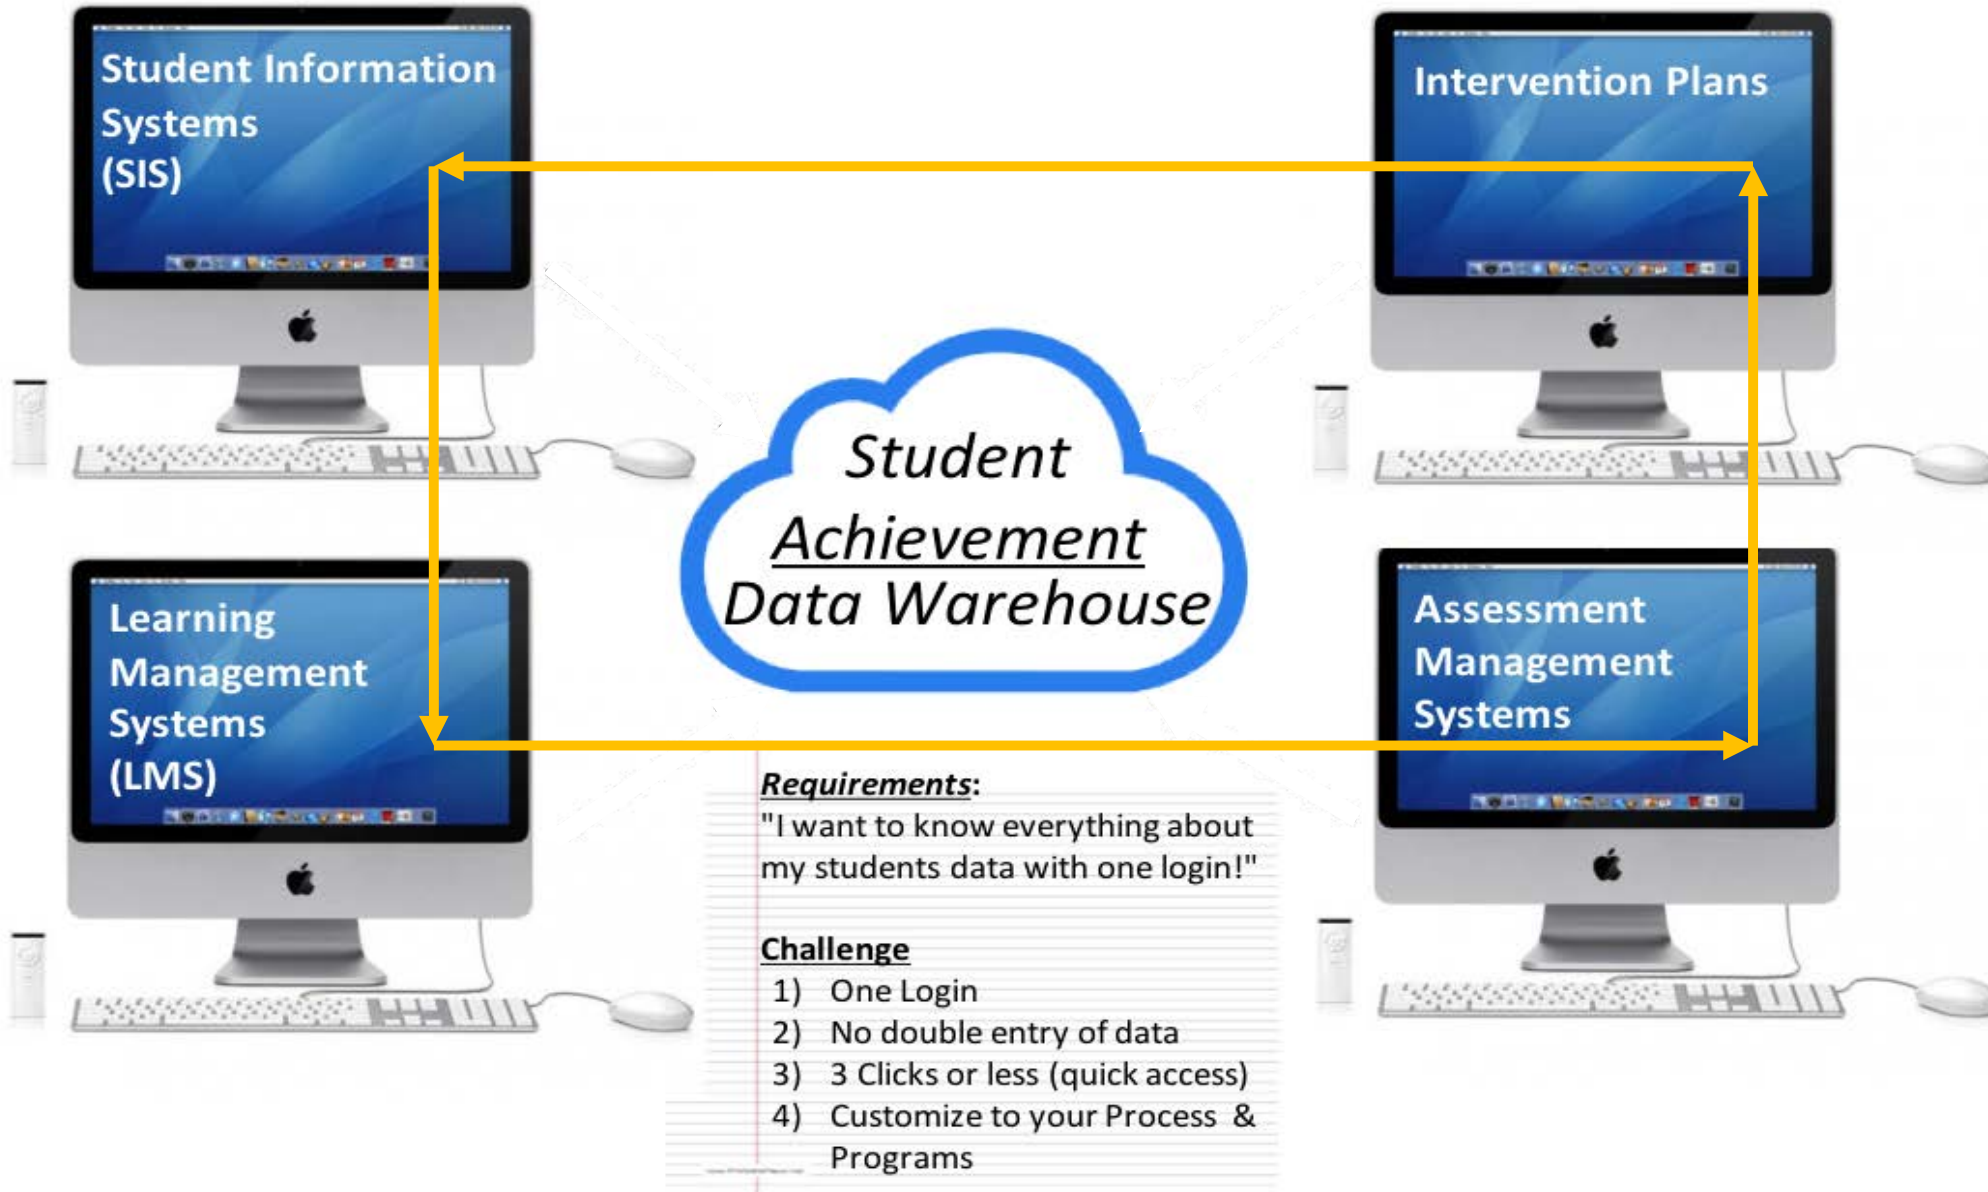 Student Information
Systems
(SIS)
Intervention Plans
Student
Achievement
Data Warehouse
Learning
Management
Systems
(LMS)
Assessment
Management
Systems
Requirements:
"I want to know everything about
my students data with one login!"
Challenge
1) One Login
2) No double entry of data
3) 3 Clicks or less (quick access)
4) Customize to your Process & 
Programs